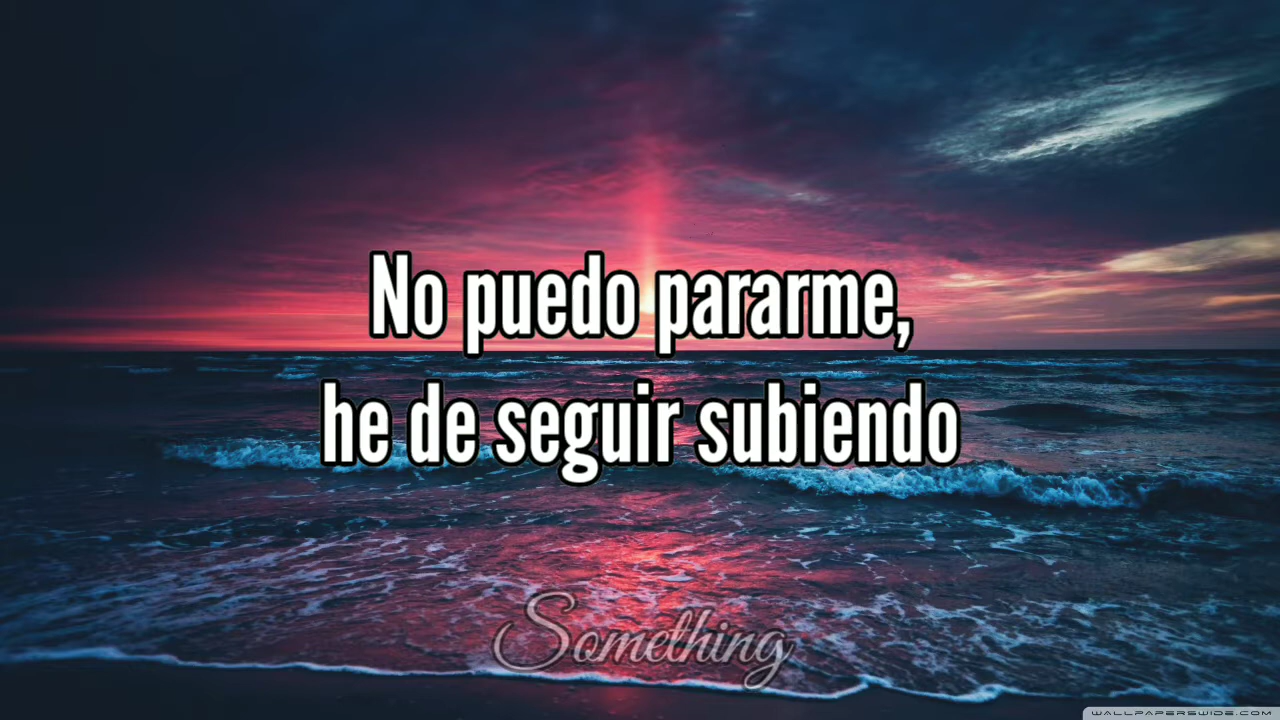 No puedo pararme,
he de seguir subiendo
Something
WALLPAPERSWIDE.COM